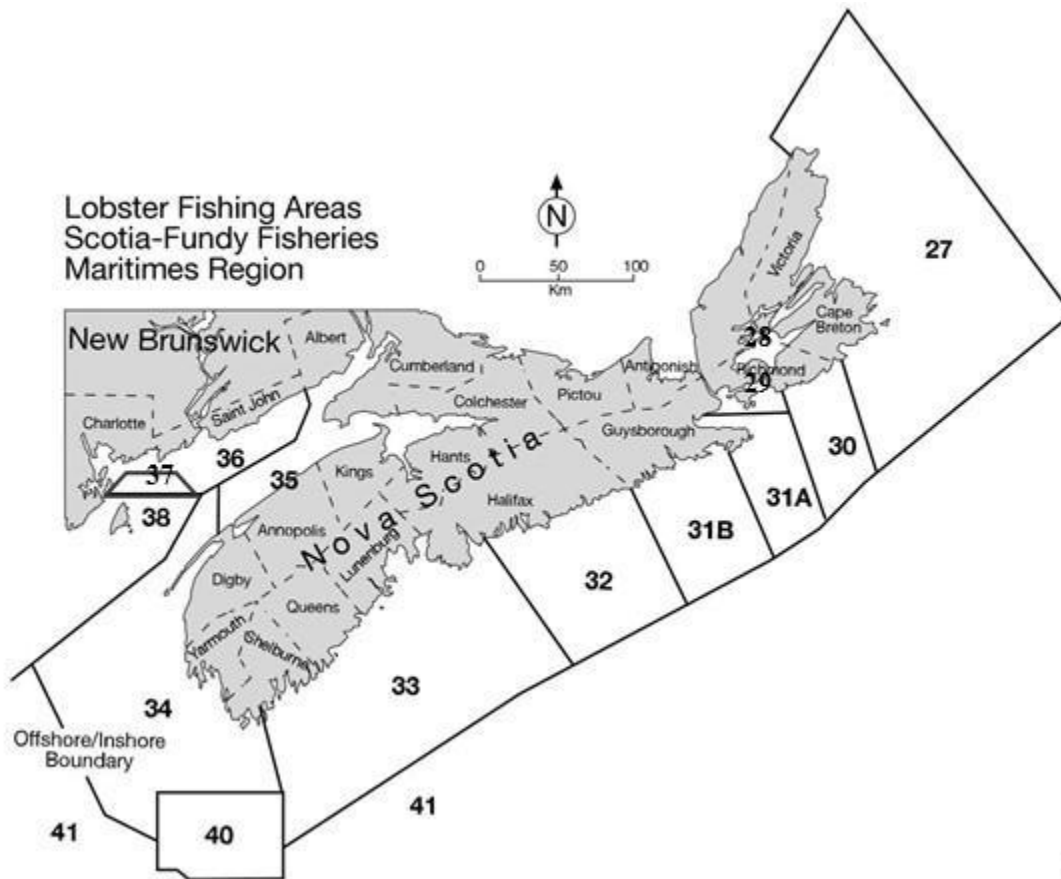 Lobster Fishing Areas
Scotia-Fundy Fisheries
Maritimes Region
N
0 50 100
Km
27
Victoria
Cape
Breton
28
Richmond
29
New Brunswick
Albert
Saint John
Charlotte
Cumberland
Colchester
Pictou
Antigonish
Guysborough
30
31A
31B
32
36
37
38
35
Kings
Hants
Halifax
Nova Scotia
Annopolis
Lunenburg
Digby
Queens
Yarmouth
Shelburne
33
34
Offshore/Inshore
Boundary
41
40
41